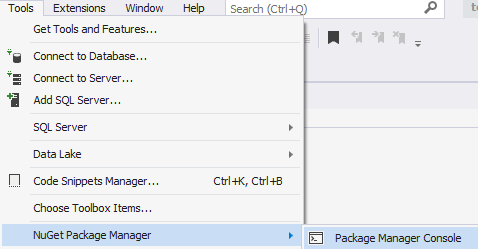 Tools Extensions Window Help Search (Ctrl+Q)
Get Tools and Features...
Connect to Database...
Connect to Server...
Add SQL Server...
SQL Server
Data Lake
Code Snippets Manager... Ctrl+K, Ctrl+B
Choose Toolbox Items...
NuGet Package Manager Package Manager Console